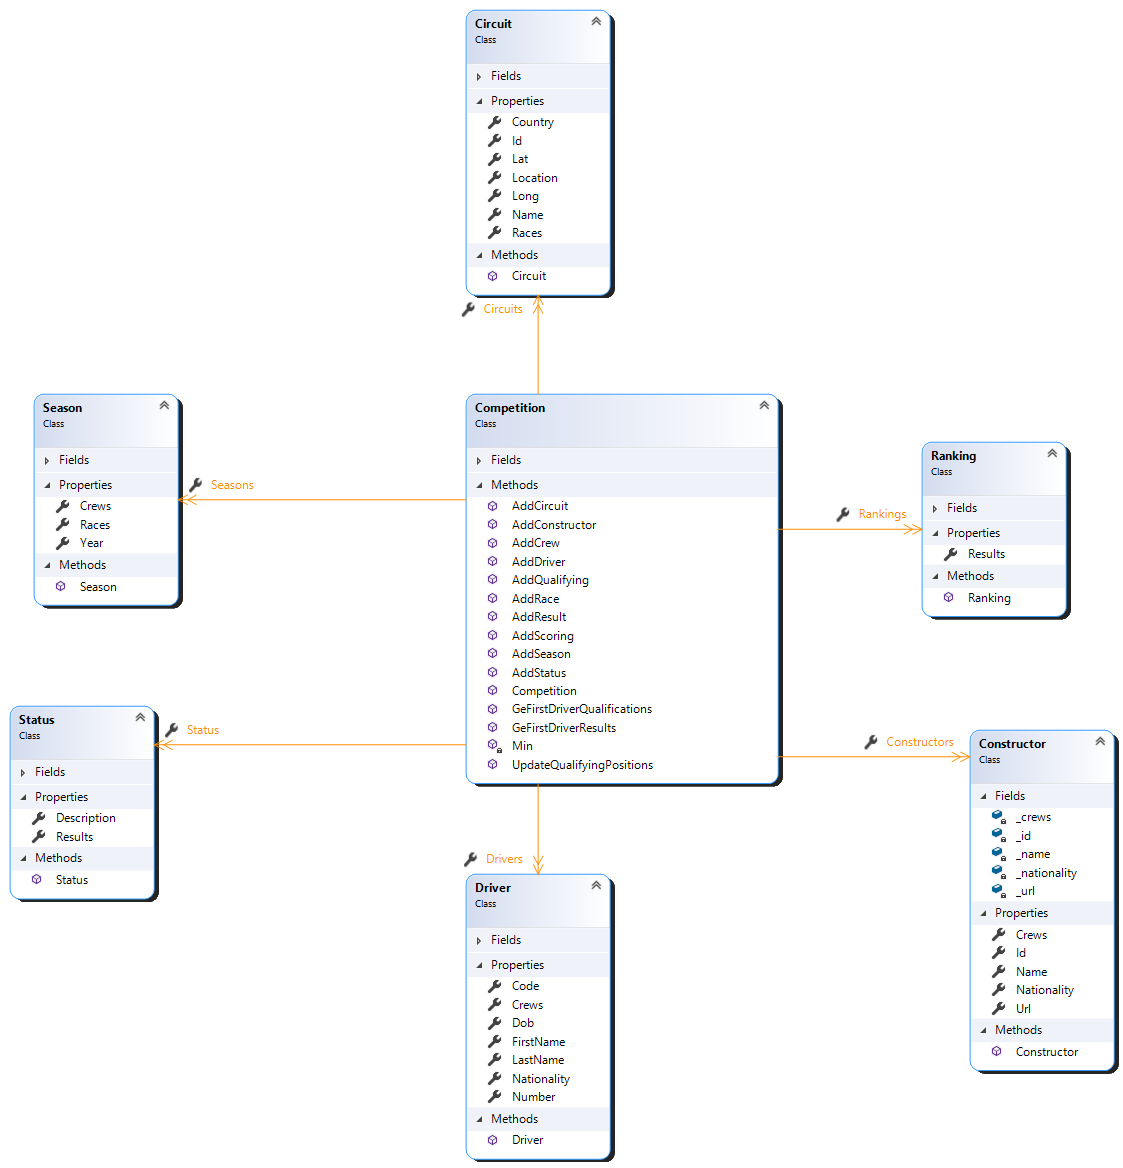 Circuit
Class
Fields
Properties
Country
Id
Lat
Location
Long
Name
Races
Methods
Circuit
Circuits
Season
Class
Fields
Properties
Crews
Races
Year
Methods
Season
Seasons
Competition
Class
Fields
Methods
AddCircuit
AddConstructor
AddCrew
AddDriver
AddQualifying
AddRace
AddResult
AddScoring
AddSeason
AddStatus
Competition
GeFirstDriverQualifications
GeFirstDriverResults
Min
UpdateQualifyingPositions
Rankings
Ranking
Class
Fields
Properties
Results
Methods
Ranking
Status
Class
Fields
Properties
Description
Results
Methods
Status
Status
Constructors
Constructor
Class
Fields
_crews
_id
_name
_nationality
_url
Properties
Crews
Id
Name
Nationality
Url
Methods
Constructor
Drivers
Driver
Class
Fields
Properties
Code
Crews
Dob
FirstName
LastName
Nationality
Number
Methods
Driver